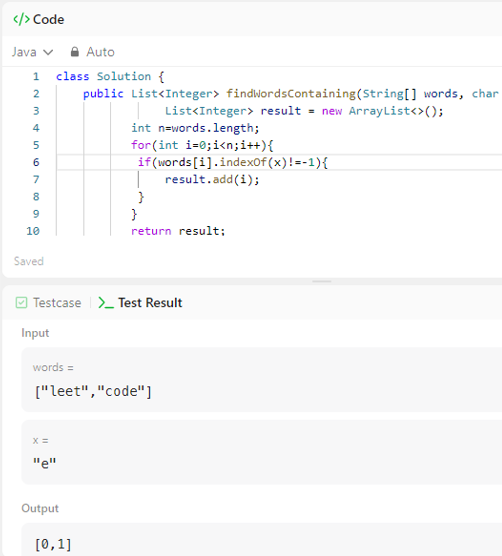 </> Code
Java Auto
1 class Solution {
2 public List<Integer> findWordsContaining(String[] words, char
3 List<Integer> result = new ArrayList<>();
4 int n=words.length;
5 for(int i=0;i<n;i++){
6 if(words[i].indexOf(x)!=-1){
7 result.add(i);
8 }
9 }
10 return result;
Saved
Testcase >_ Test Result
Input
words =
["leet","code"]
x =
"e"
Output
[0,1]